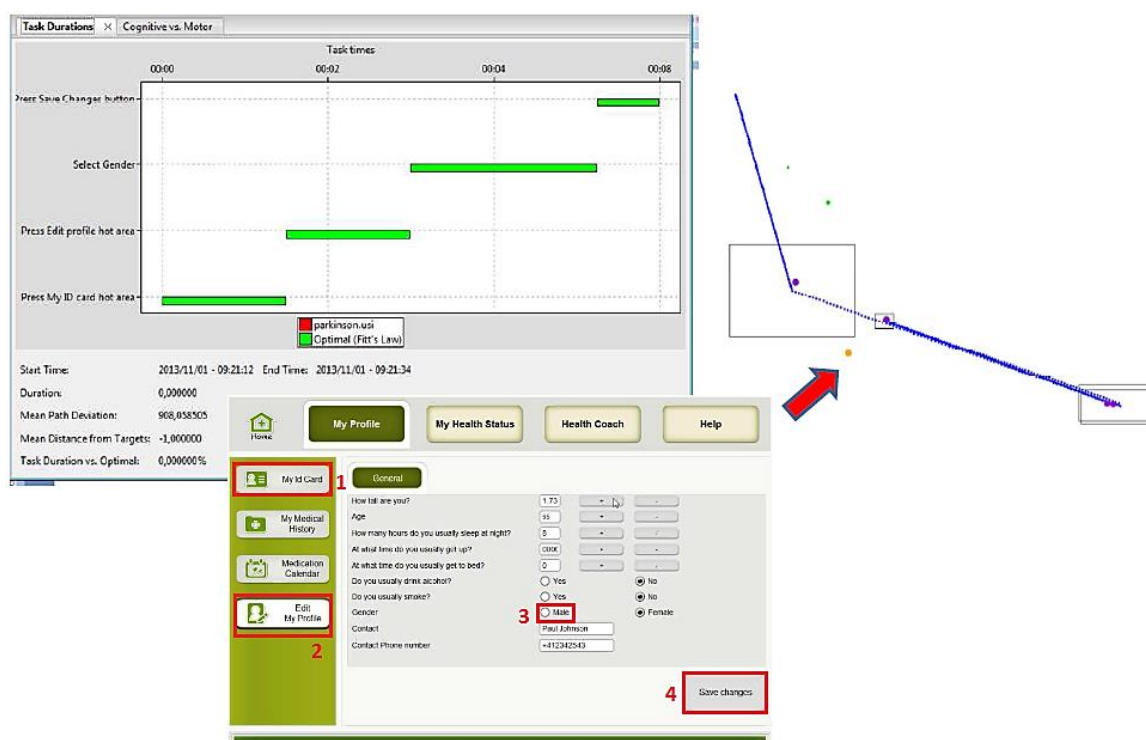 Task Durations × Cognitive vs. Motor
Task times
00:00 00:02 00:04 00:08
Press Save Changes button
Select Gender
Press Edit profile hot area
Press My ID card hot area
parkinson.usi
Optimal (Fitt's Law)
Start Time: 2013/11/01 - 09:21:12 End Time: 2013/11/01 - 09:21:34
Duration: 0,000000
Mean Path Deviation: 908,058505
Mean Distance from Targets: -1,000000
Task Duration vs. Optimal: 0,000000%
Home
My Profile
My Health Status
Health Coach
Help
My Id Card
1
My Medical
History
Medication
Calendar
Edit
My Profile
2
General
How tall are you? 1.73 + -
Age + -
How many hours do you usually sleep at night? + -
At what time do you usually get up? + -
At what time do you usually get to bed? 0 + -
Do you usually drink alcohol? Yes No
Do you usually smoke? Yes No
Gender 3 Male Female
Contact Paul Johnson
Contact Phone number +412342543
4 Save changes